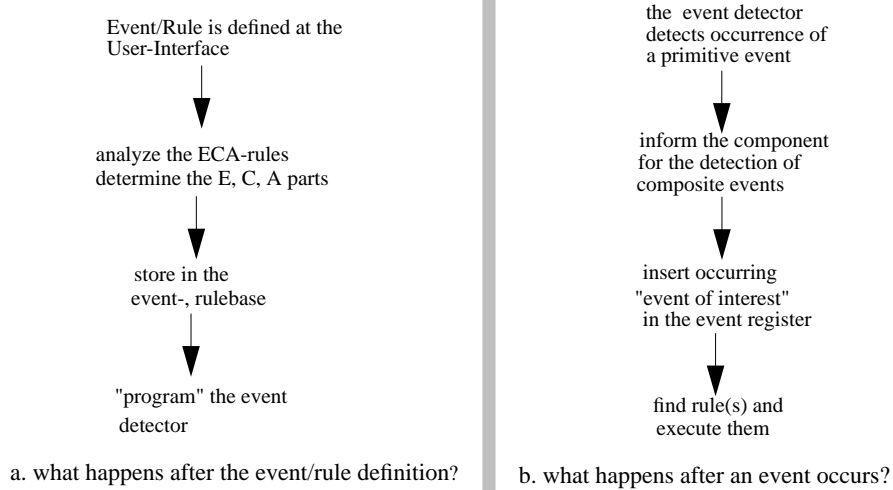 Event/Rule is defined at the
User-Interface
analyze the ECA-rules
determine the E, C, A parts
store in the
event-, rulebase
"program" the event
detector
a. what happens after the event/rule definition?
the event detector
detects occurrence of
a primitive event
inform the component
for the detection of
composite events
insert occurring
"event of interest"
in the event register
find rule(s) and
execute them
b. what happens after an event occurs?